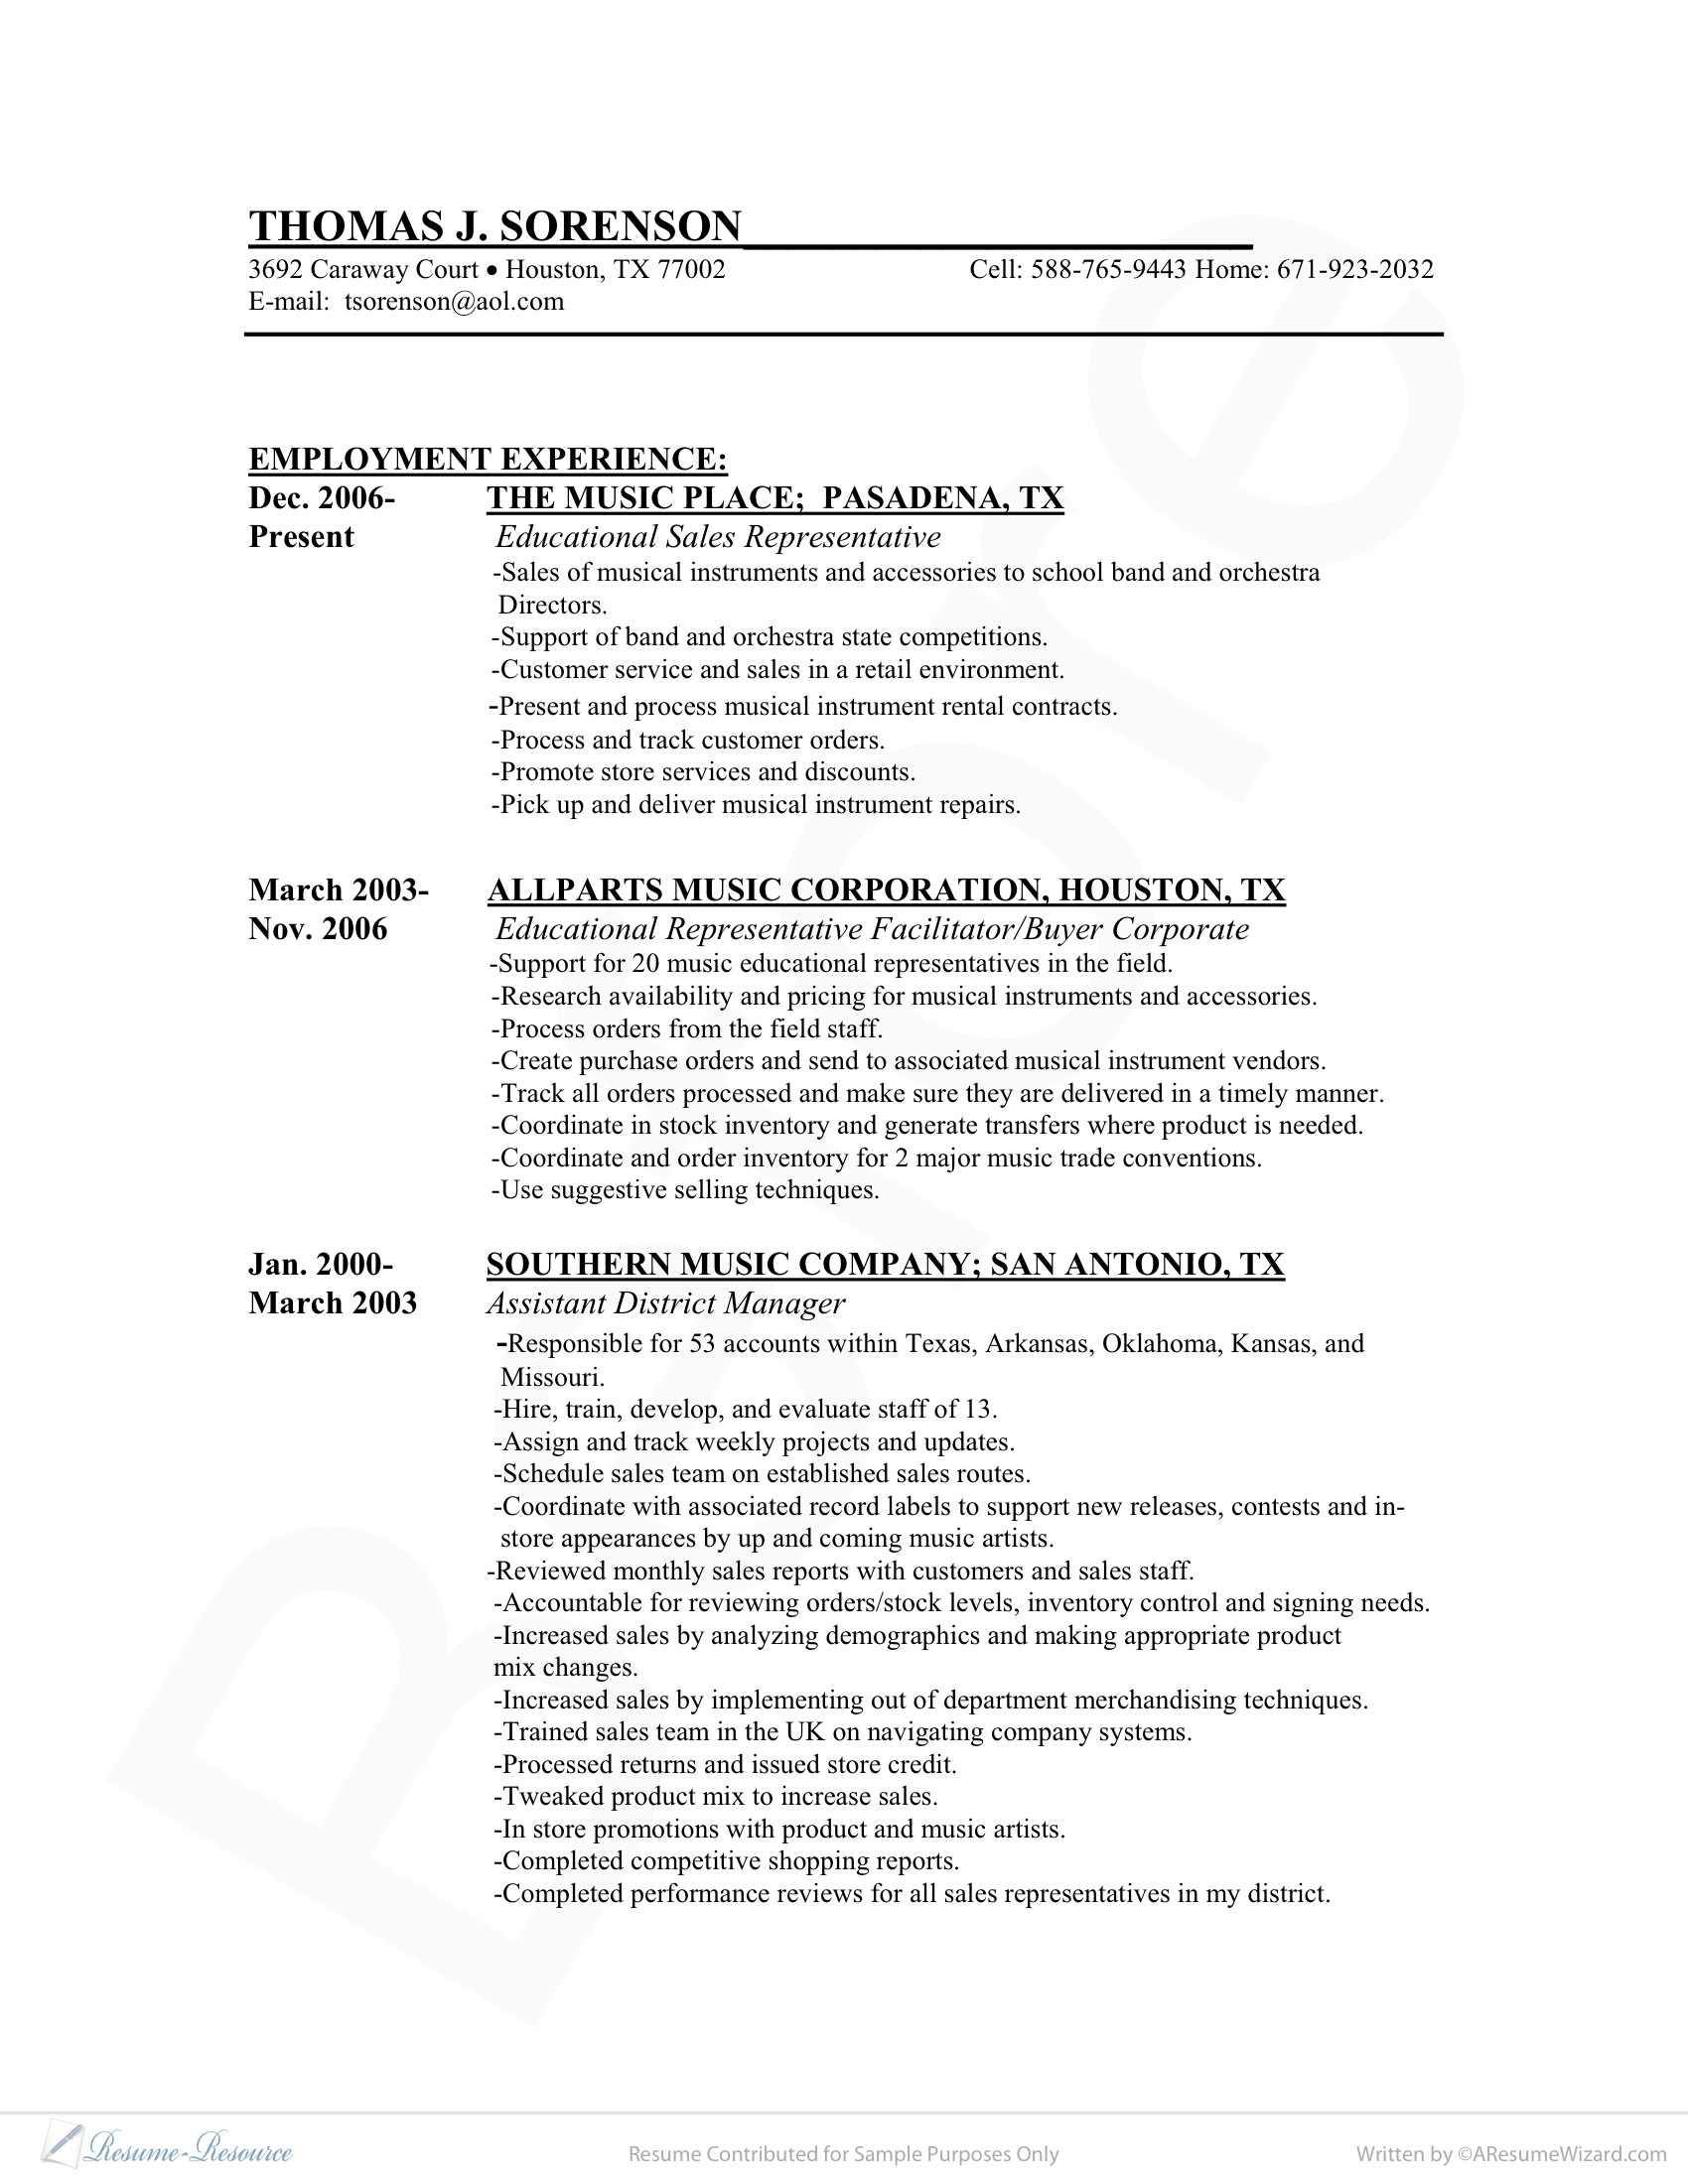 THOMAS J. SORENSON
3692 Caraway Court • Houston, TX 77002 Cell: 588-765-9443 Home: 671-923-2032
E-mail: tsorenson@aol.com
EMPLOYMENT EXPERIENCE:
Dec. 2006- THE MUSIC PLACE; PASADENA, TX
Present Educational Sales Representative
-Sales of musical instruments and accessories to school band and orchestra
Directors.
-Support of band and orchestra state competitions.
-Customer service and sales in a retail environment.
-Present and process musical instrument rental contracts.
-Process and track customer orders.
-Promote store services and discounts.
-Pick up and deliver musical instrument repairs.
March 2003- ALLPARTS MUSIC CORPORATION, HOUSTON, TX
Nov. 2006 Educational Representative Facilitator/Buyer Corporate
-Support for 20 music educational representatives in the field.
-Research availability and pricing for musical instruments and accessories.
-Process orders from the field staff.
-Create purchase orders and send to associated musical instrument vendors.
-Track all orders processed and make sure they are delivered in a timely manner.
-Coordinate in stock inventory and generate transfers where product is needed.
-Coordinate and order inventory for 2 major music trade conventions.
-Use suggestive selling techniques.
Jan. 2000- SOUTHERN MUSIC COMPANY; SAN ANTONIO, TX
March 2003 Assistant District Manager
-Responsible for 53 accounts within Texas, Arkansas, Oklahoma, Kansas, and
Missouri.
-Hire, train, develop, and evaluate staff of 13.
-Assign and track weekly projects and updates.
-Schedule sales team on established sales routes.
-Coordinate with associated record labels to support new releases, contests and in-
store appearances by up and coming music artists.
-Reviewed monthly sales reports with customers and sales staff.
-Accountable for reviewing orders/stock levels, inventory control and signing needs.
-Increased sales by analyzing demographics and making appropriate product
mix changes.
-Increased sales by implementing out of department merchandising techniques.
-Trained sales team in the UK on navigating company systems.
-Processed returns and issued store credit.
-Tweaked product mix to increase sales.
-In store promotions with product and music artists.
-Completed competitive shopping reports.
-Completed performance reviews for all sales representatives in my district.
Before
Resume-Resource Resume Contributed for Sample Purposes Only Written by ©AResumeWizard.com